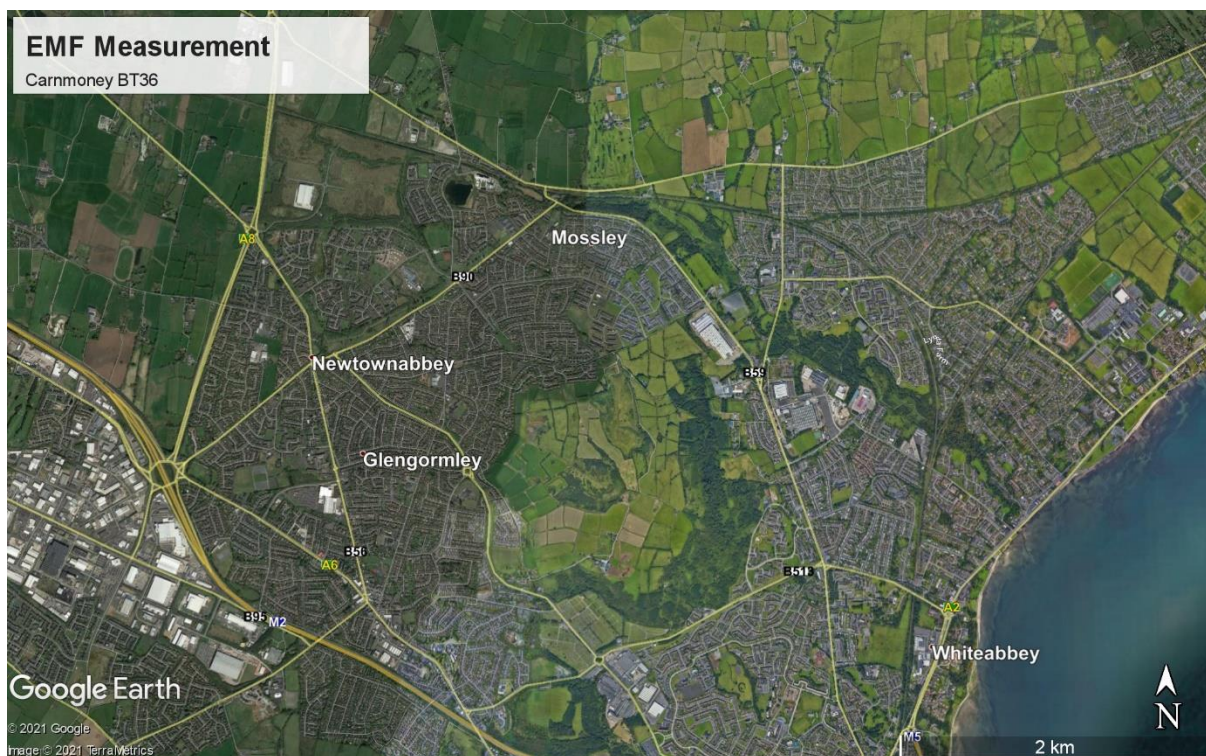 EMF Measurement
Carnmoney BT36
A8
Mossley
B90
Newtownabbey
B59
Glengormley
B56
A6
B513
A2
B95
M2
Whiteabbey
Google Earth
N
© 2021 Google
M5
Image © 2021 TerraMetrics
2 km